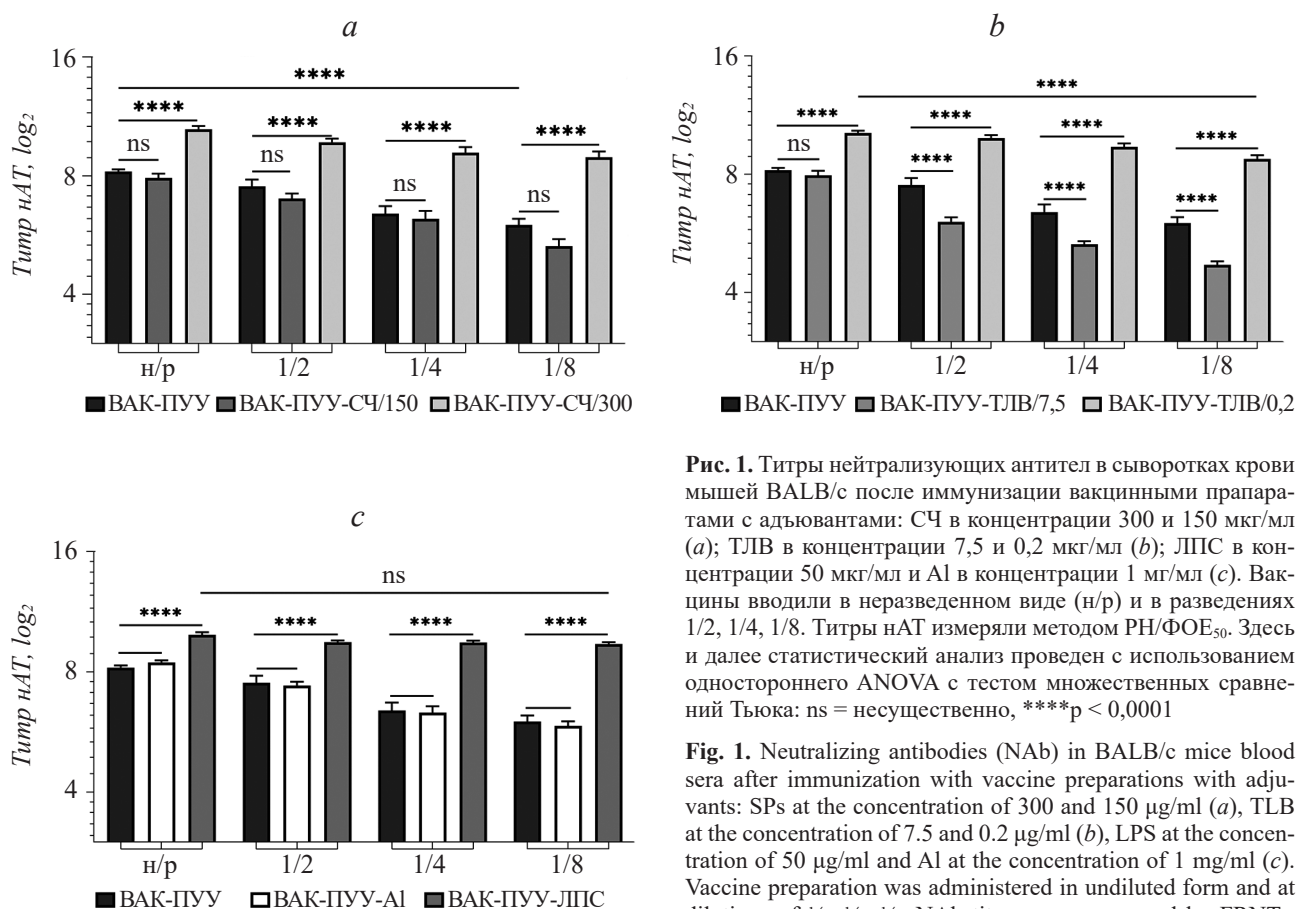 a
16
8
4
Титр нАТ, log₂
****
****
****
****
****
ns
ns
ns
ns
н/р 1/2 1/4 1/8
ВАК-ПУУ ВАК-ПУУ-СЧ/150 ВАК-ПУУ-СЧ/300
b
16
8
4
Титр нАТ, log₂
****
****
****
****
****
ns
****
****
****
н/р 1/2 1/4 1/8
ВАК-ПУУ ВАК-ПУУ-ТЛВ/7,5 ВАК-ПУУ-ТЛВ/0,2
c
16
8
4
Титр нАТ, log₂
ns
****
****
****
****
н/р 1/2 1/4 1/8
ВАК-ПУУ ВАК-ПУУ-Al ВАК-ПУУ-ЛПС
Рис. 1. Титры нейтрализующих антител в сыворотках крови
мышей BALB/c после иммунизации вакцинными прапара-
тами с адъювантами: СЧ в концентрации 300 и 150 мкг/мл
(a); ТЛВ в концентрации 7,5 и 0,2 мкг/мл (b); ЛПС в кон-
центрации 50 мкг/мл и Al в концентрации 1 мг/мл (c). Вак-
цины вводили в неразведенном виде (н/р) и в разведениях
1/2, 1/4, 1/8. Титры нАТ измеряли методом РН/ФОЕ₅₀. Здесь
и далее статистический анализ проведен с использованием
одностороннего ANOVA с тестом множественных сравне-
ний Тьюка: ns = несущественно, ****p < 0,0001
Fig. 1. Neutralizing antibodies (NAb) in BALB/c mice blood
sera after immunization with vaccine preparations with adju-
vants: SPs at the concentration of 300 and 150 μg/ml (a), TLB
at the concentration of 7.5 and 0.2 μg/ml (b), LPS at the concen-
tration of 50 μg/ml and Al at the concentration of 1 mg/ml (c).
Vaccine preparation was administered in undiluted form and at